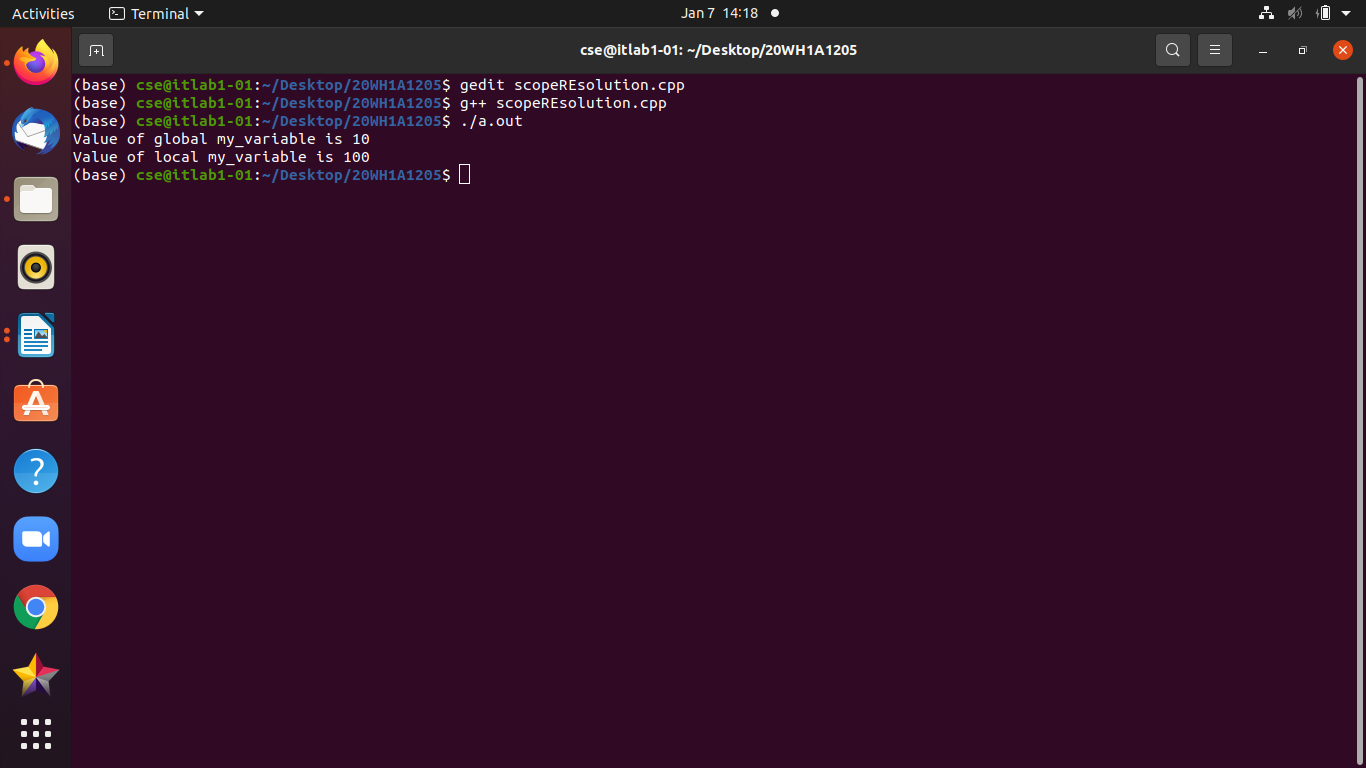 Activities Terminal Jan 7 14:18
cse@itlab1-01: ~/Desktop/20WH1A1205
(base) cse@itlab1-01:~/Desktop/20WH1A1205$ gedit scopeREsolution.cpp
(base) cse@itlab1-01:~/Desktop/20WH1A1205$ g++ scopeREsolution.cpp
(base) cse@itlab1-01:~/Desktop/20WH1A1205$ ./a.out
Value of global my_variable is 10
Value of local my_variable is 100
(base) cse@itlab1-01:~/Desktop/20WH1A1205$